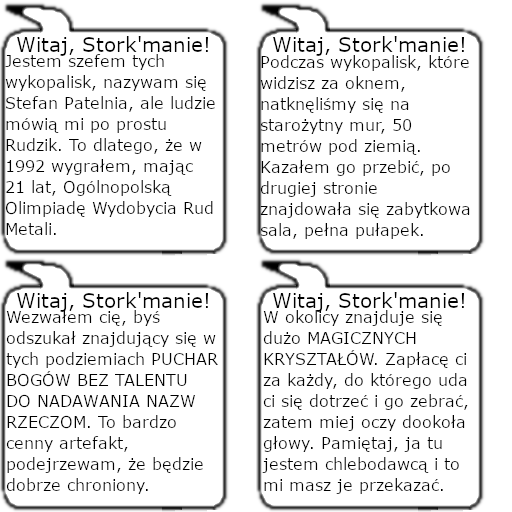 Witaj, Stork'manie!
Jestem szefem tych
wykopalisk, nazywam się
Stefan Patelnia, ale ludzie
mówią mi po prostu
Rudzik. To dlatego, że w
1992 wygrałem, mając
21 lat, Ogólnopolską
Olimpiadę Wydobycia Rud
Metali.
Witaj, Stork'manie!
Podczas wykopalisk, które
widzisz za oknem,
natknęliśmy się na
starożytny mur, 50
metrów pod ziemią.
Kazałem go przebić, po
drugiej stronie
znajdowała się zabytkowa
sala, pełna pułapek.
Witaj, Stork'manie!
Wezwałem cię, byś
odszukał znajdujący się w
tych podziemiach PUCHAR
BOGÓW BEZ TALENTU
DO NADAWANIA NAZW
RZECZOM. To bardzo
cenny artefakt,
podejrzewam, że będzie
dobrze chroniony.
Witaj, Stork'manie!
W okolicy znajduje się
dużo MAGICZNYCH
KRYSZTAŁÓW. Zapłacę ci
za każdy, do którego uda
ci się dotrzeć i go zebrać,
zatem miej oczy dookoła
głowy. Pamiętaj, ja tu
jestem chlebodawcą i to
mi masz je przekazać.